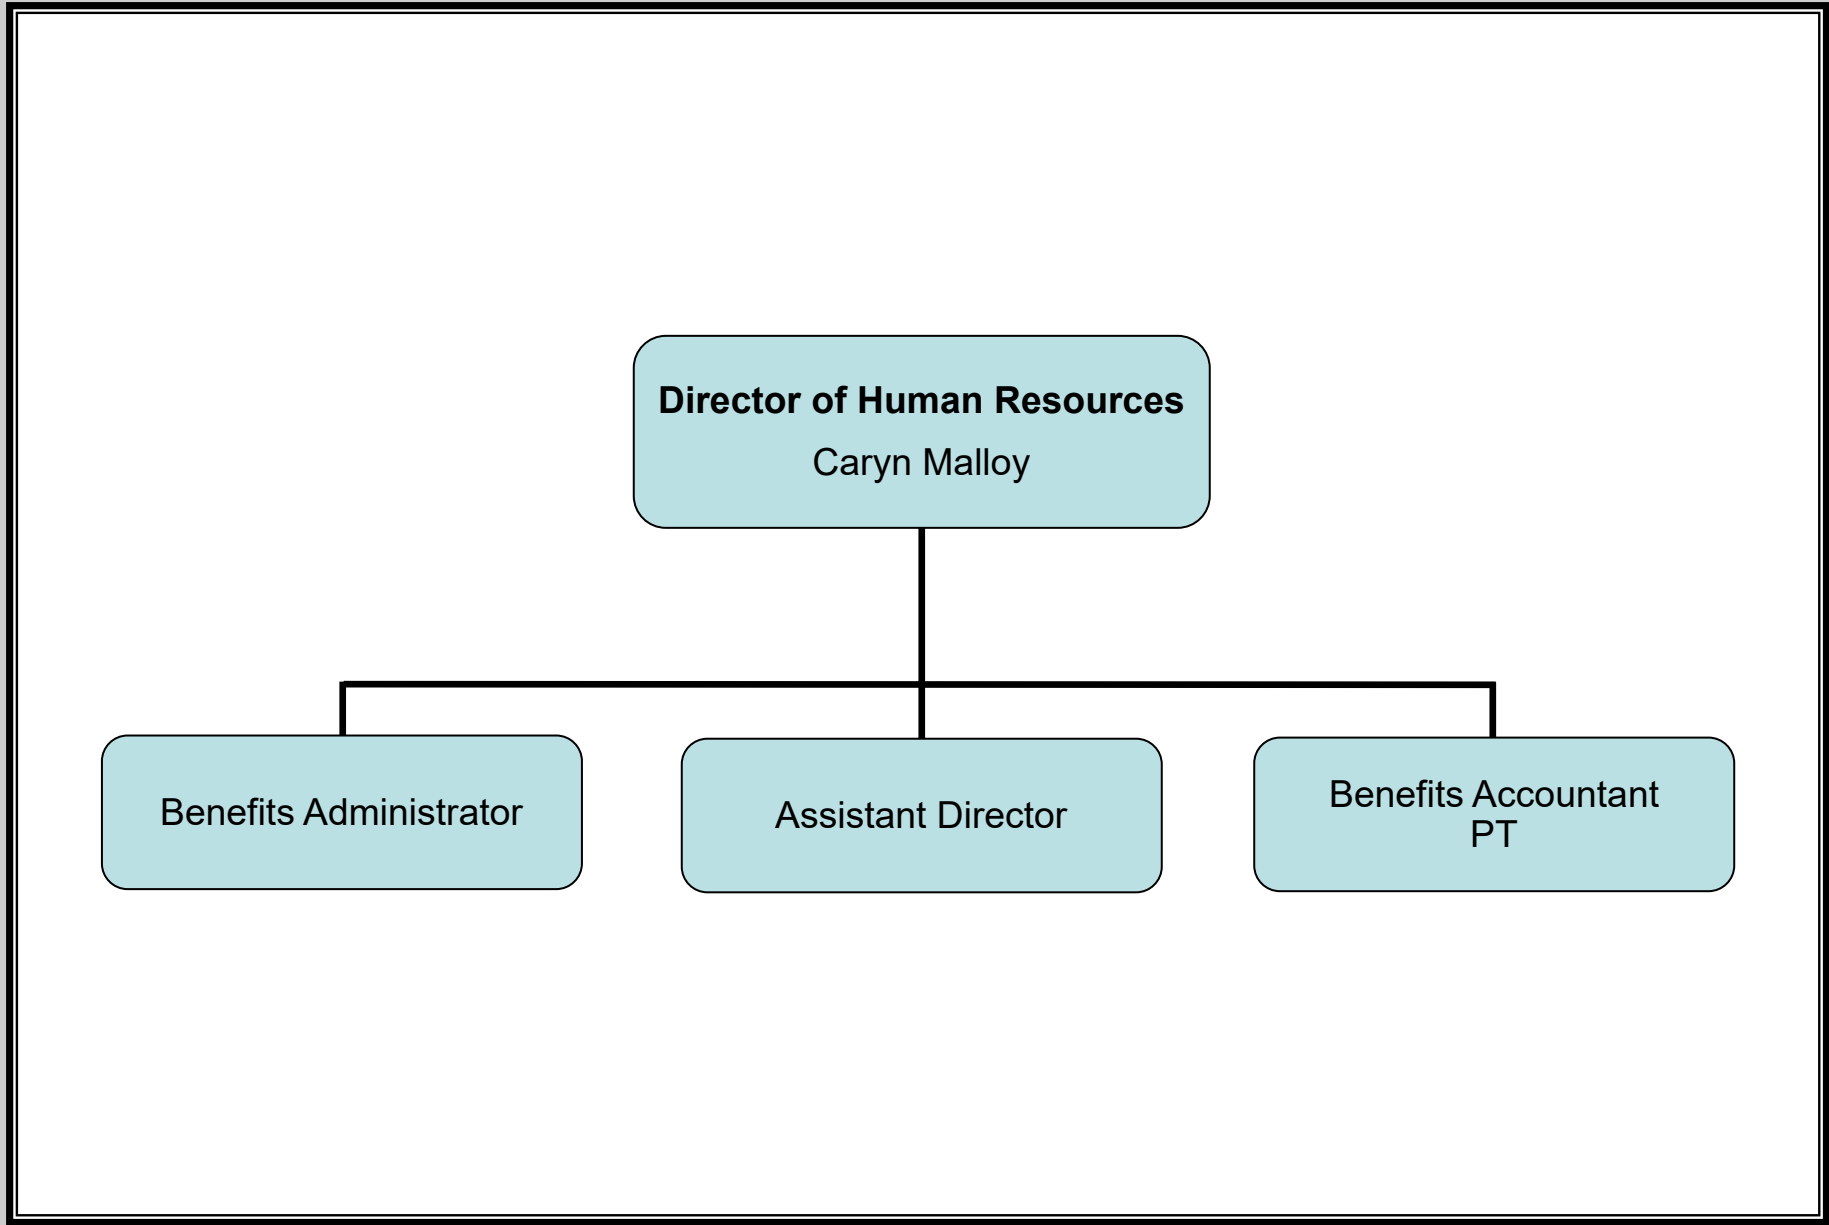 Director of Human Resources
Caryn Malloy
Benefits Administrator
Assistant Director
Benefits Accountant
PT